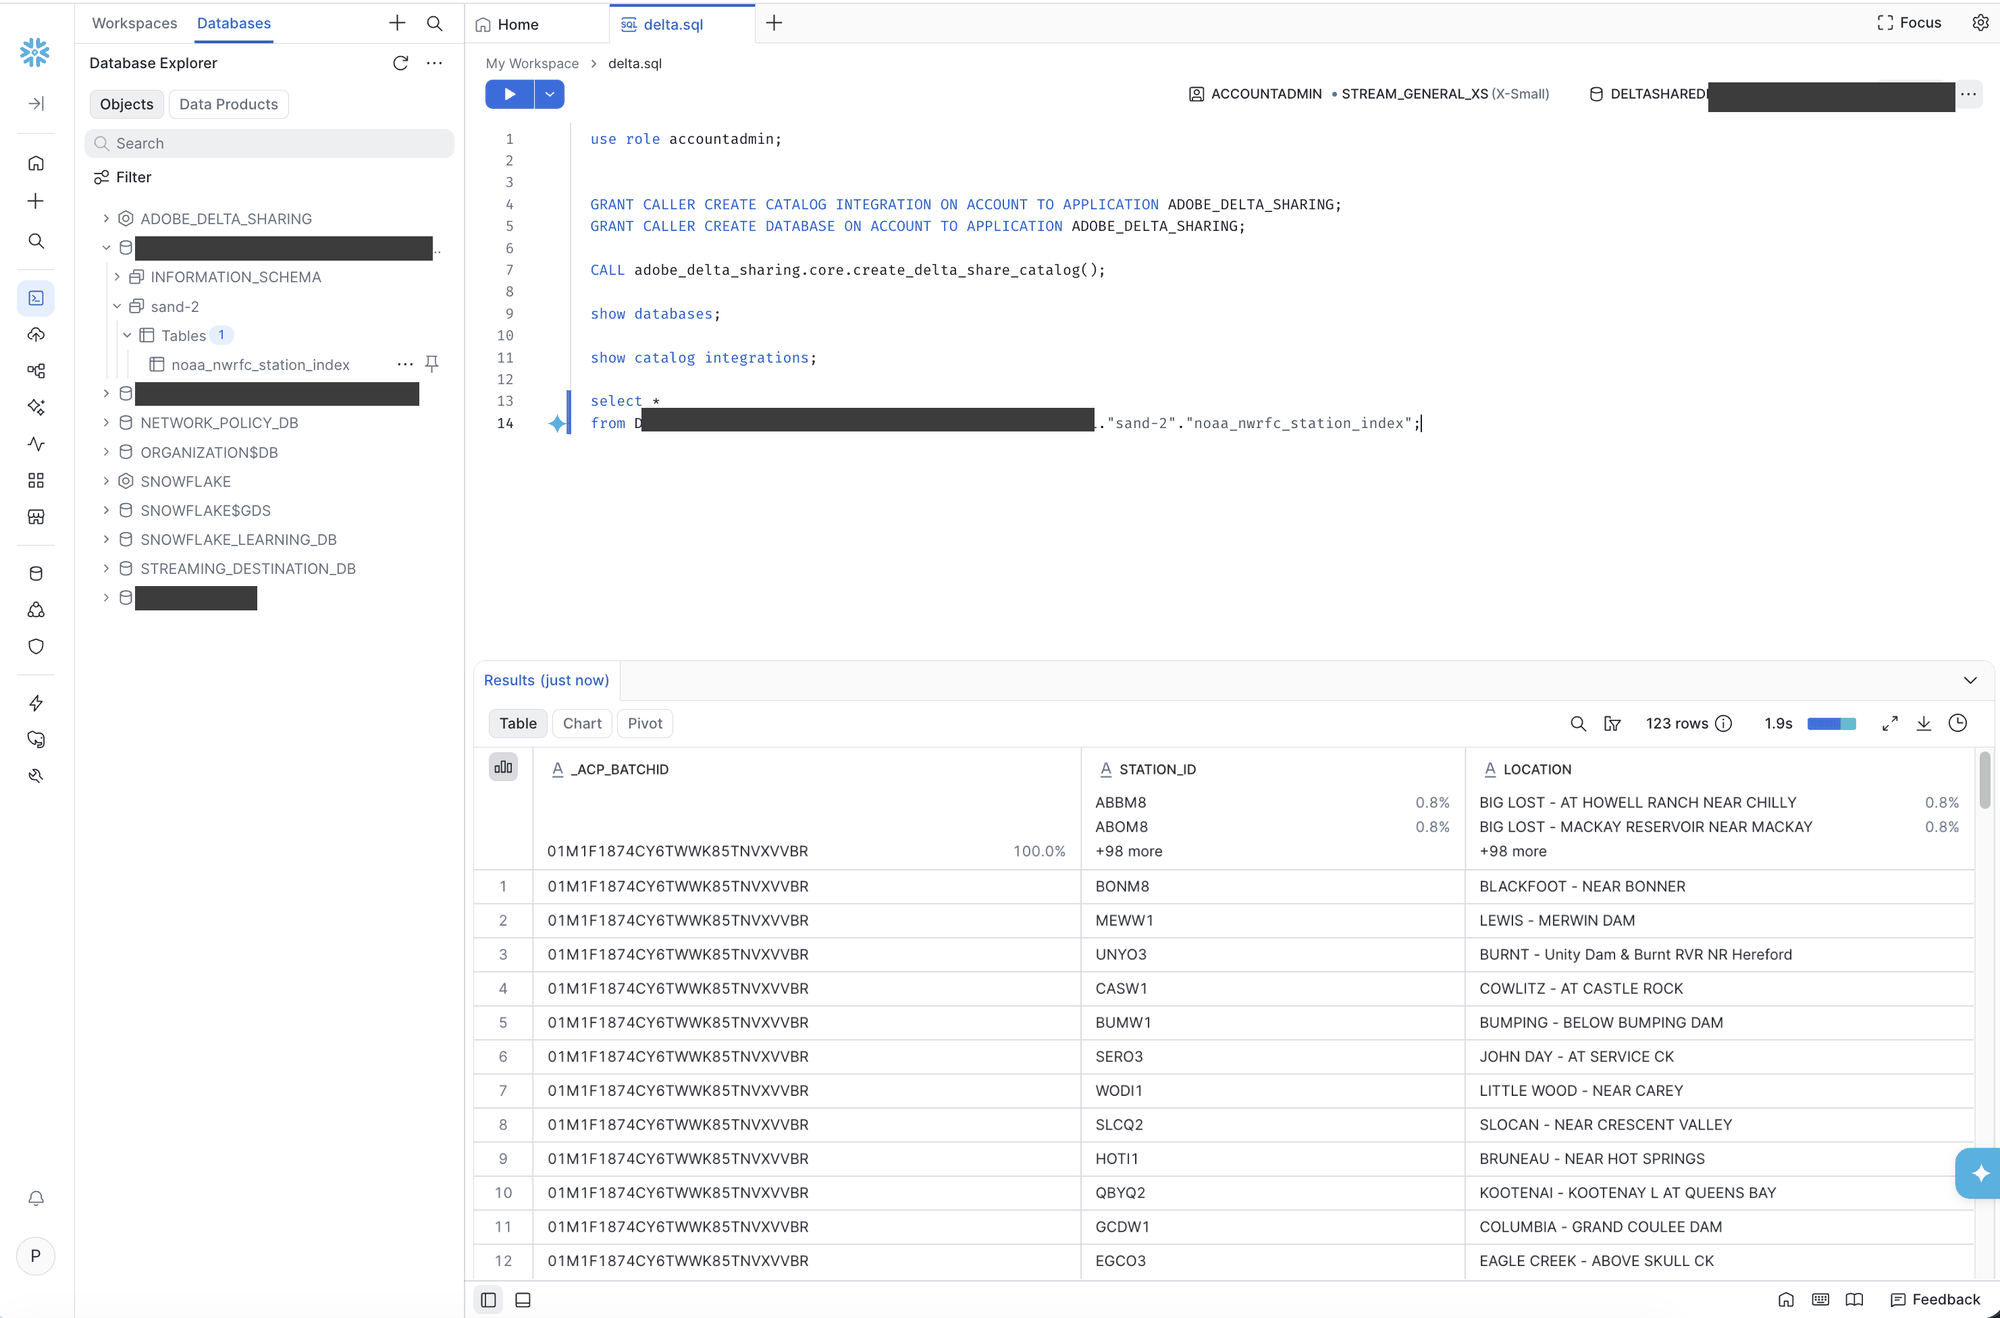 Workspaces Databases
Database Explorer
Objects Data Products
Search
Filter
ADOBE_DELTA_SHARING
..
INFORMATION_SCHEMA
sand-2
Tables 1
noaa_nwrfc_station_index
NETWORK_POLICY_DB
ORGANIZATION$DB
SNOWFLAKE
SNOWFLAKE$GDS
SNOWFLAKE_LEARNING_DB
STREAMING_DESTINATION_DB
P
Home
SQL delta.sql
Focus
My Workspace > delta.sql
ACCOUNTADMIN • STREAM_GENERAL_XS (X-Small) DELTASHARED
1 use role accountadmin;
2
3
4 GRANT CALLER CREATE CATALOG INTEGRATION ON ACCOUNT TO APPLICATION ADOBE_DELTA_SHARING;
5 GRANT CALLER CREATE DATABASE ON ACCOUNT TO APPLICATION ADOBE_DELTA_SHARING;
6
7 CALL adobe_delta_sharing.core.create_delta_share_catalog();
8
9 show databases;
10
11 show catalog integrations;
12
13 select *
14 from D ."sand-2"."noaa_nwrfc_station_index";
Results (just now)
Table Chart Pivot
123 rows 1.9s
A _ACP_BATCHID A STATION_ID A LOCATION
ABBM8 0.8% BIG LOST - AT HOWELL RANCH NEAR CHILLY 0.8%
ABOM8 0.8% BIG LOST - MACKAY RESERVOIR NEAR MACKAY 0.8%
01M1F1874CY6TWWK85TNVXVVBR 100.0% +98 more +98 more
1 01M1F1874CY6TWWK85TNVXVVBR BONM8 BLACKFOOT - NEAR BONNER
2 01M1F1874CY6TWWK85TNVXVVBR MEWW1 LEWIS - MERWIN DAM
3 01M1F1874CY6TWWK85TNVXVVBR UNYO3 BURNT - Unity Dam & Burnt RVR NR Hereford
4 01M1F1874CY6TWWK85TNVXVVBR CASW1 COWLITZ - AT CASTLE ROCK
5 01M1F1874CY6TWWK85TNVXVVBR BUMW1 BUMPING - BELOW BUMPING DAM
6 01M1F1874CY6TWWK85TNVXVVBR SERO3 JOHN DAY - AT SERVICE CK
7 01M1F1874CY6TWWK85TNVXVVBR WODI1 LITTLE WOOD - NEAR CAREY
8 01M1F1874CY6TWWK85TNVXVVBR SLCQ2 SLOCAN - NEAR CRESCENT VALLEY
9 01M1F1874CY6TWWK85TNVXVVBR HOTI1 BRUNEAU - NEAR HOT SPRINGS
10 01M1F1874CY6TWWK85TNVXVVBR QBYQ2 KOOTENAI - KOOTENAY L AT QUEENS BAY
11 01M1F1874CY6TWWK85TNVXVVBR GCDW1 COLUMBIA - GRAND COULEE DAM
12 01M1F1874CY6TWWK85TNVXVVBR EGCO3 EAGLE CREEK - ABOVE SKULL CK
Feedback